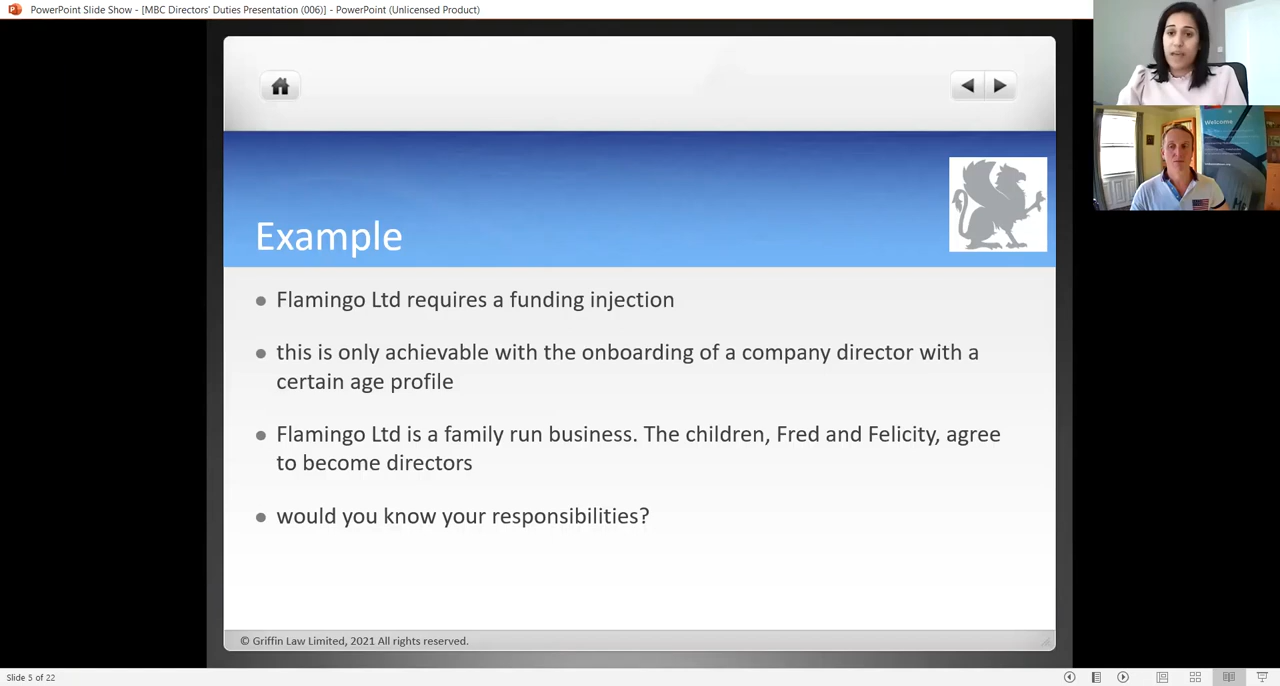 PowerPoint Slide Show - [MBC Directors' Duties Presentation (006)] - PowerPoint (Unlicensed Product)
Welcome
Example
Flamingo Ltd requires a funding injection
this is only achievable with the onboarding of a company director with a
certain age profile
Flamingo Ltd is a family run business. The children, Fred and Felicity, agree
to become directors
would you know your responsibilities?
© Griffin Law Limited, 2021 All rights reserved.
Slide 5 of 22